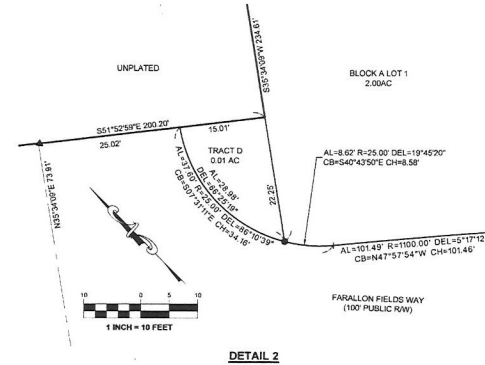 S35°34'09"W 234.61'
UNPLATED
BLOCK A LOT 1
2.00AC
S51°52'59"E 200.20'
15.01'
25.02'
TRACT D
0.01 AC
AL=28.98'
DEL=66°25'19"
AL=37.60' R=25.00' DEL=86°10'39"
CB=S07°31'11"E CH=34.16'
22.25'
AL=8.62' R=25.00' DEL=19°45'20"
CB=S40°43'50"E CH=8.58'
N35°34'09"E 73.91'
AL=101.49' R=1100.00' DEL=5°17'12
CB=N47°57'54"W CH=101.46'
FARALLON FIELDS WAY
(100' PUBLIC R/W)
10 0 5 10
1 INCH = 10 FEET
DETAIL 2